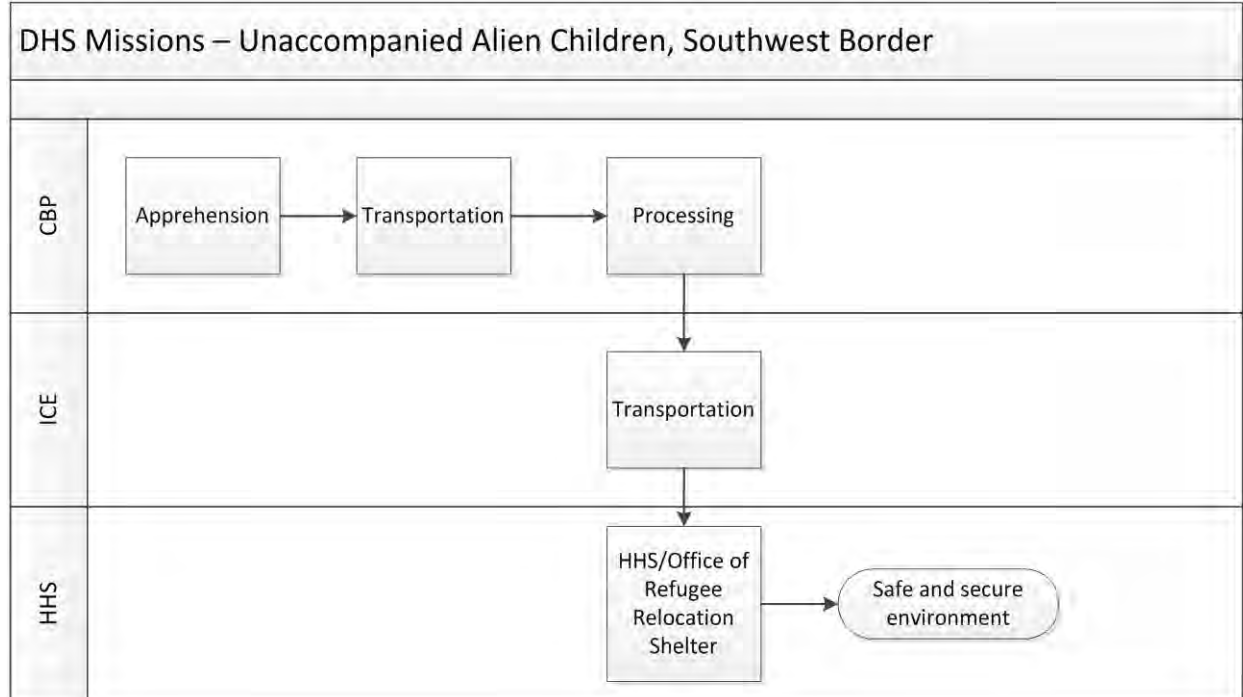 DHS Missions – Unaccompanied Alien Children, Southwest Border
CBP
Apprehension
Transportation
Processing
ICE
Transportation
HHS
HHS/Office of
Refugee
Relocation
Shelter
Safe and secure
environment